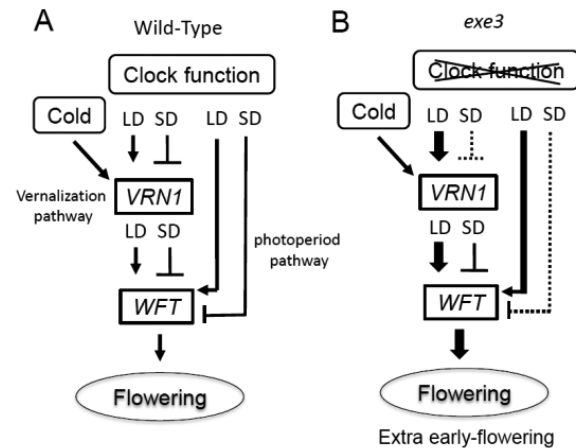 A
Wild-Type
Clock function
Cold
LD SD LD SD
Vernalization
pathway
VRN1
LD SD
photoperiod
pathway
WFT
Flowering
B
exe3
Clock function
Cold
LD SD LD SD
VRN1
LD SD
WFT
Flowering
Extra early-flowering